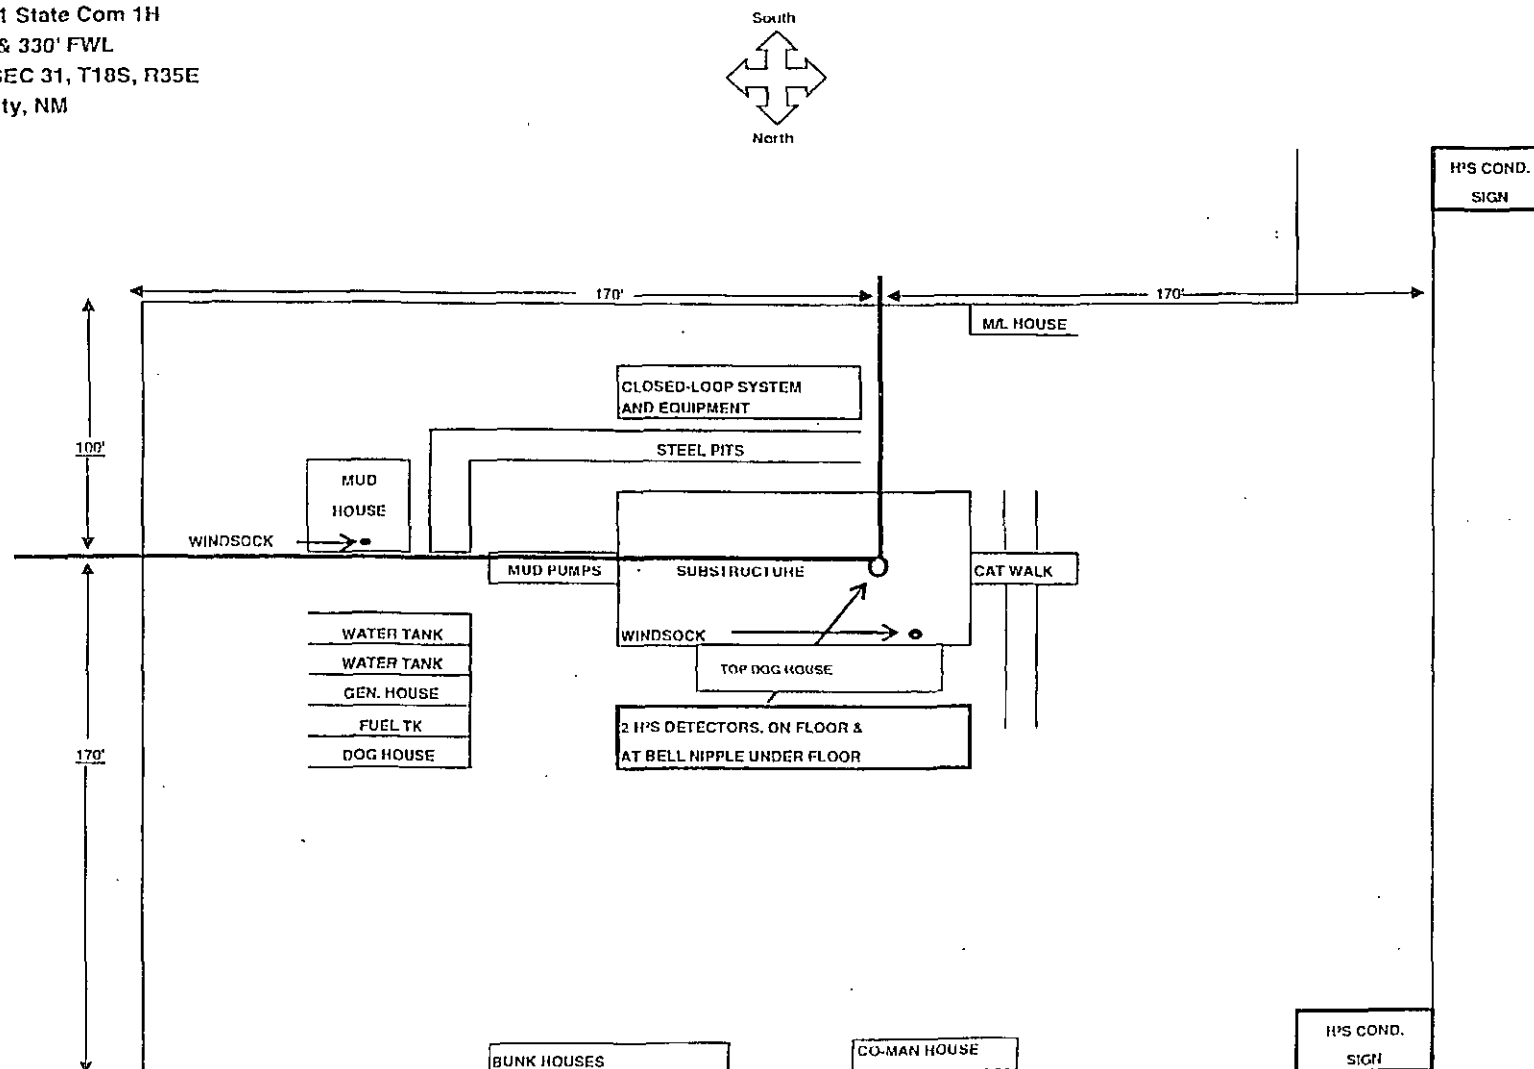 1 State Com 1H
& 330' FWL
SEC 31, T18S, R35E
ty, NM
South
North
H²S COND.
SIGN
170'
170'
M/L HOUSE
CLOSED-LOOP SYSTEM
AND EQUIPMENT
100'
STEEL PITS
MUD
HOUSE
WINDSOCK
MUD PUMPS
SUBSTRUCTURE
CAT WALK
WATER TANK
WINDSOCK
WATER TANK
TOP DOG HOUSE
GEN. HOUSE
FUEL TK
2 H²S DETECTORS. ON FLOOR &
DOG HOUSE
AT BELL NIPPLE UNDER FLOOR
170'
H²S COND.
SIGN
BUNK HOUSES
CO-MAN HOUSE